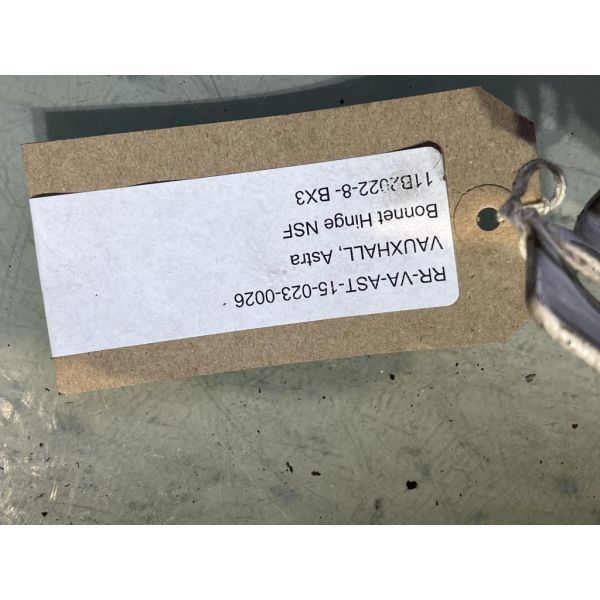 RR-VA-AST-15-023-0026
VAUXHALL, Astra
Bonnet Hinge NSF
11B2022-8- BX3